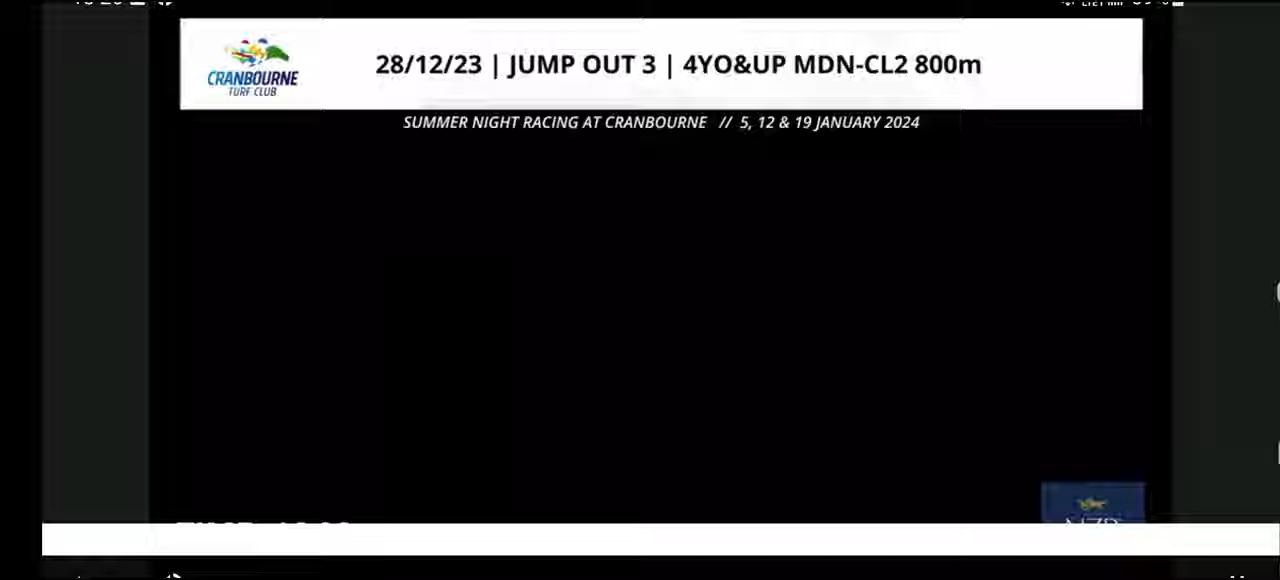 CRANBOURNE
TURF CLUB
28/12/23 | JUMP OUT 3 | 4YO&UP MDN-CL2 800m
SUMMER NIGHT RACING AT CRANBOURNE // 5, 12 & 19 JANUARY 2024